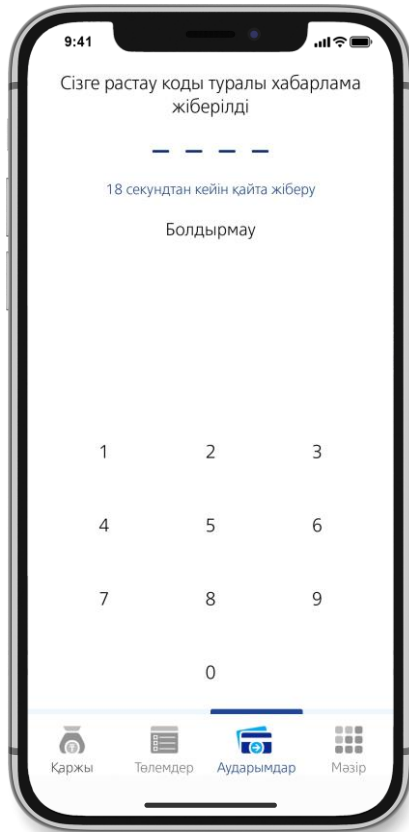 9:41
Сізге растау коды туралы хабарлама
жіберілді
18 секундтан кейін қайта жіберу
Болдырмау
1 2 3
4 5 6
7 8 9
0
Қаржы Төлемдер Аударымдар Мәзір